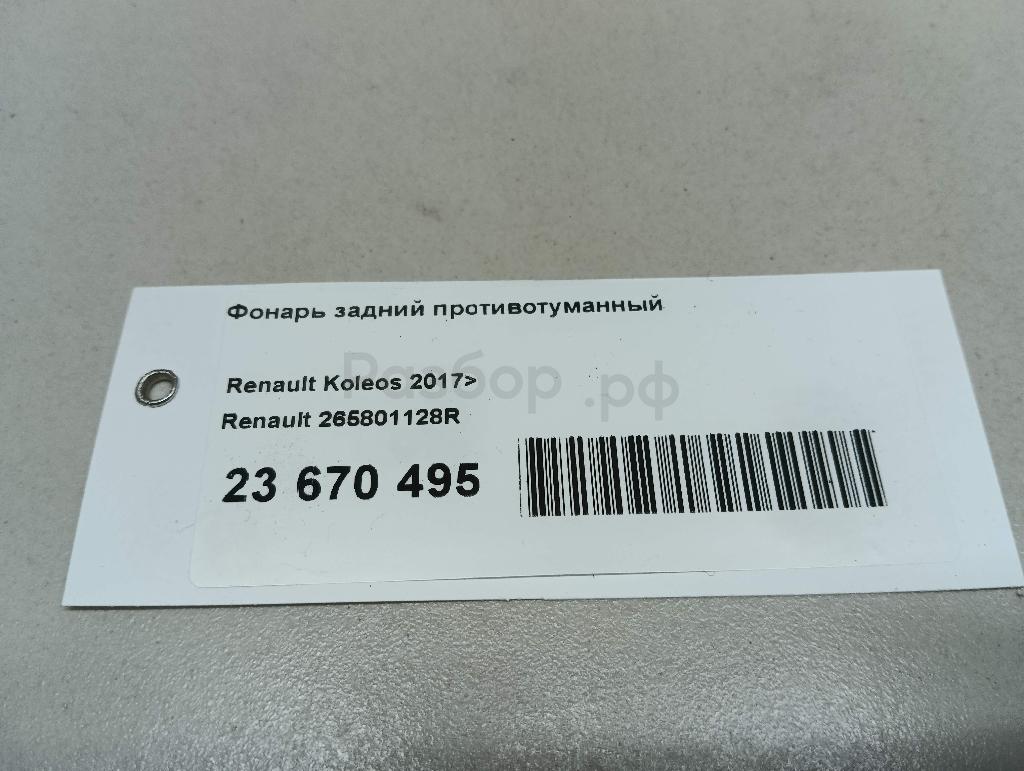 Фонарь задний противотуманный
Разбор.рф
Renault Koleos 2017>
Renault 265801128R
23 670 495